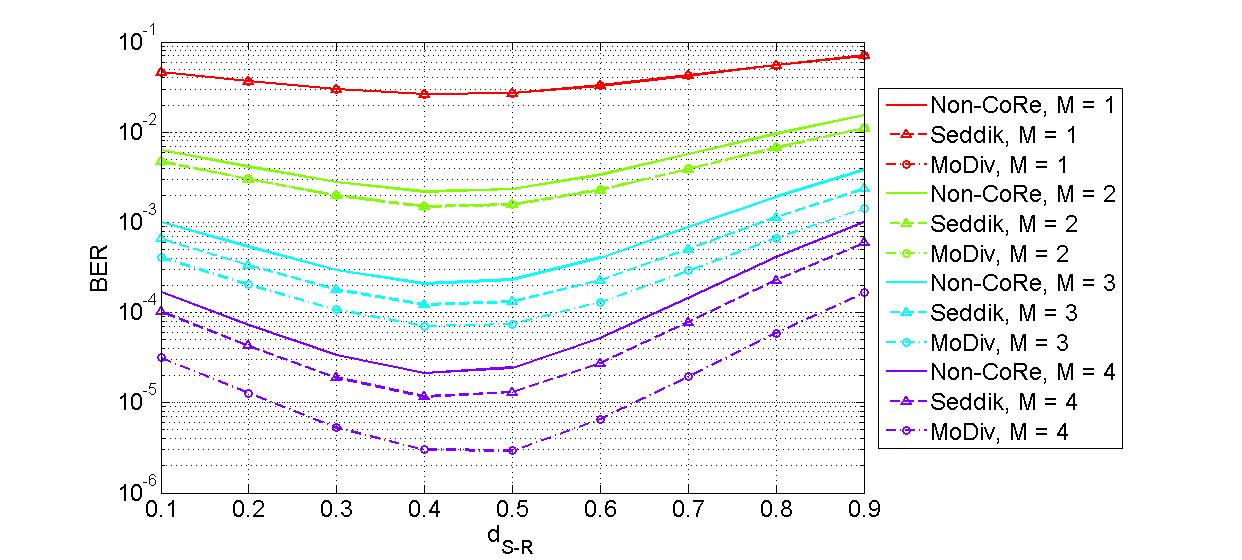 10^-1
10^-2
10^-3
10^-4
10^-5
10^-6
BER
0.1 0.2 0.3 0.4 0.5 0.6 0.7 0.8 0.9
d_S-R
Non-CoRe, M = 1
Seddik, M = 1
MoDiv, M = 1
Non-CoRe, M = 2
Seddik, M = 2
MoDiv, M = 2
Non-CoRe, M = 3
Seddik, M = 3
MoDiv, M = 3
Non-CoRe, M = 4
Seddik, M = 4
MoDiv, M = 4